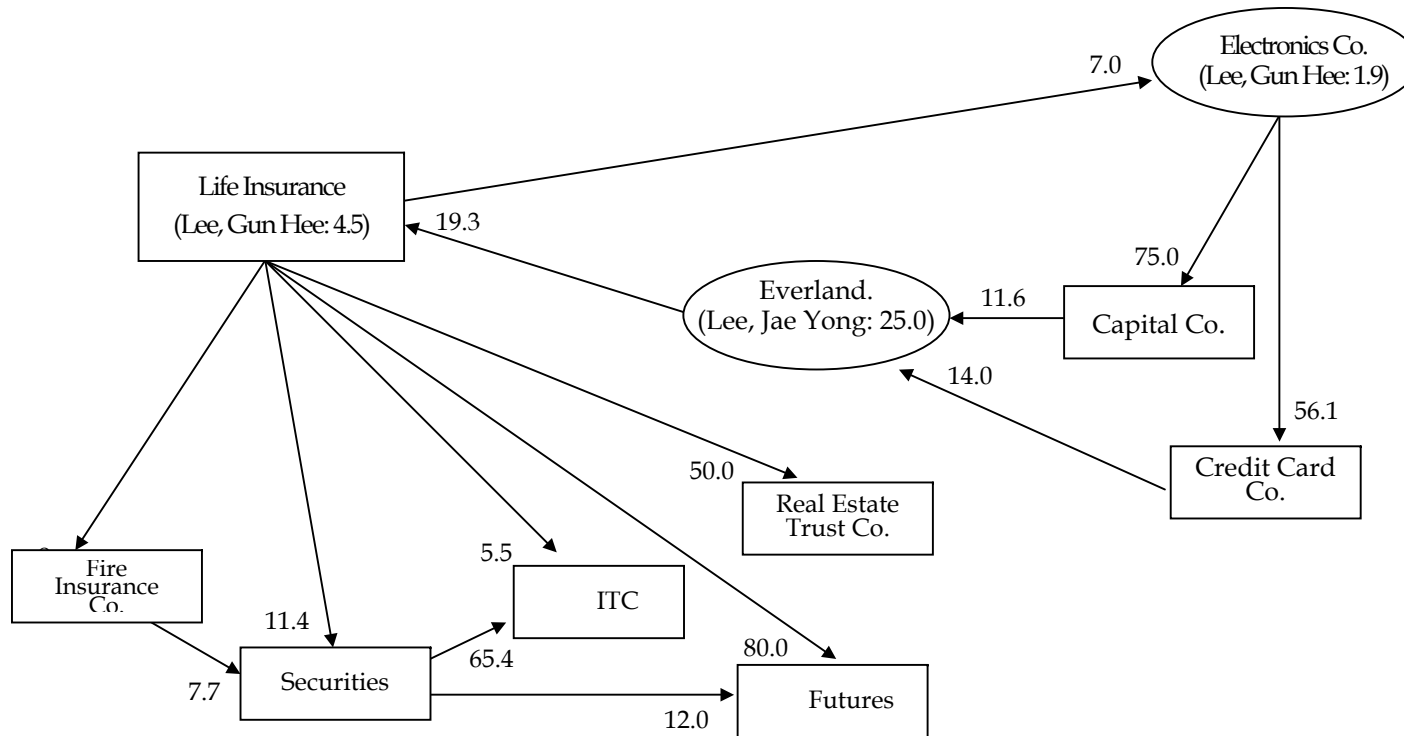 Electronics Co.
(Lee, Gun Hee: 1.9)
7.0
Life Insurance
(Lee, Gun Hee: 4.5)
19.3
75.0
Everland.
(Lee, Jae Yong: 25.0)
11.6
Capital Co.
14.0
56.1
Credit Card
Co.
50.0
Real Estate
Trust Co.
5.5
ITC
Fire
Insurance
Co.
11.4
65.4
80.0
Securities
7.7
Futures
12.0